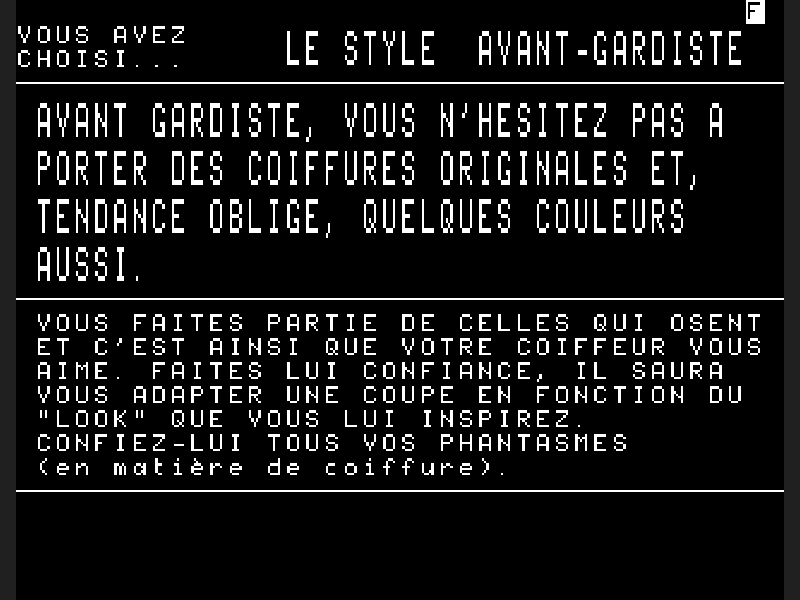 F
VOUS AVEZ
CHOISI...
LE STYLE AVANT-GARDISTE
AVANT GARDISTE, VOUS N'HESITEZ PAS A
PORTER DES COIFFURES ORIGINALES ET,
TENDANCE OBLIGE, QUELQUES COULEURS
AUSSI.
VOUS FAITES PARTIE DE CELLES QUI OSENT
ET C'EST AINSI QUE VOTRE COIFFEUR VOUS
AIME. FAITES LUI CONFIANCE, IL SAURA
VOUS ADAPTER UNE COUPE EN FONCTION DU
"LOOK" QUE VOUS LUI INSPIREZ.
CONFIEZ-LUI TOUS VOS PHANTASMES
(en matière de coiffure).